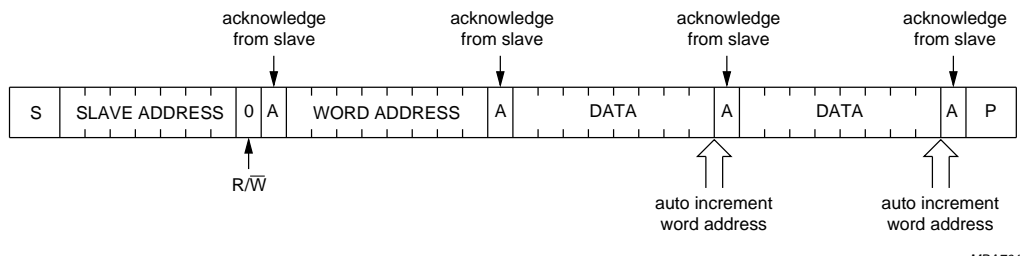 acknowledge from slave
acknowledge from slave
acknowledge from slave
acknowledge from slave
S SLAVE ADDRESS 0 A WORD ADDRESS A DATA A DATA A P
R/W̅
auto increment word address
auto increment word address